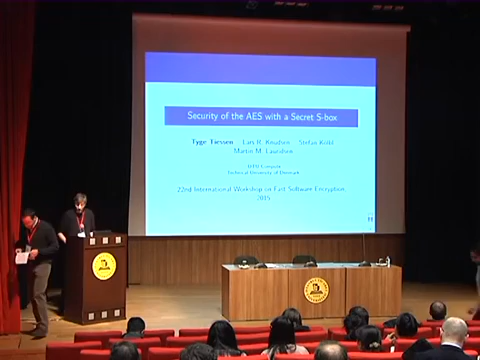 Security of the AES with a Secret S-box
Tyge Tiessen Lars R. Knudsen Stefan Kölbl
Martin M. Lauridsen
DTU Compute
Technical University of Denmark
22nd International Workshop on Fast Software Encryption,
2015